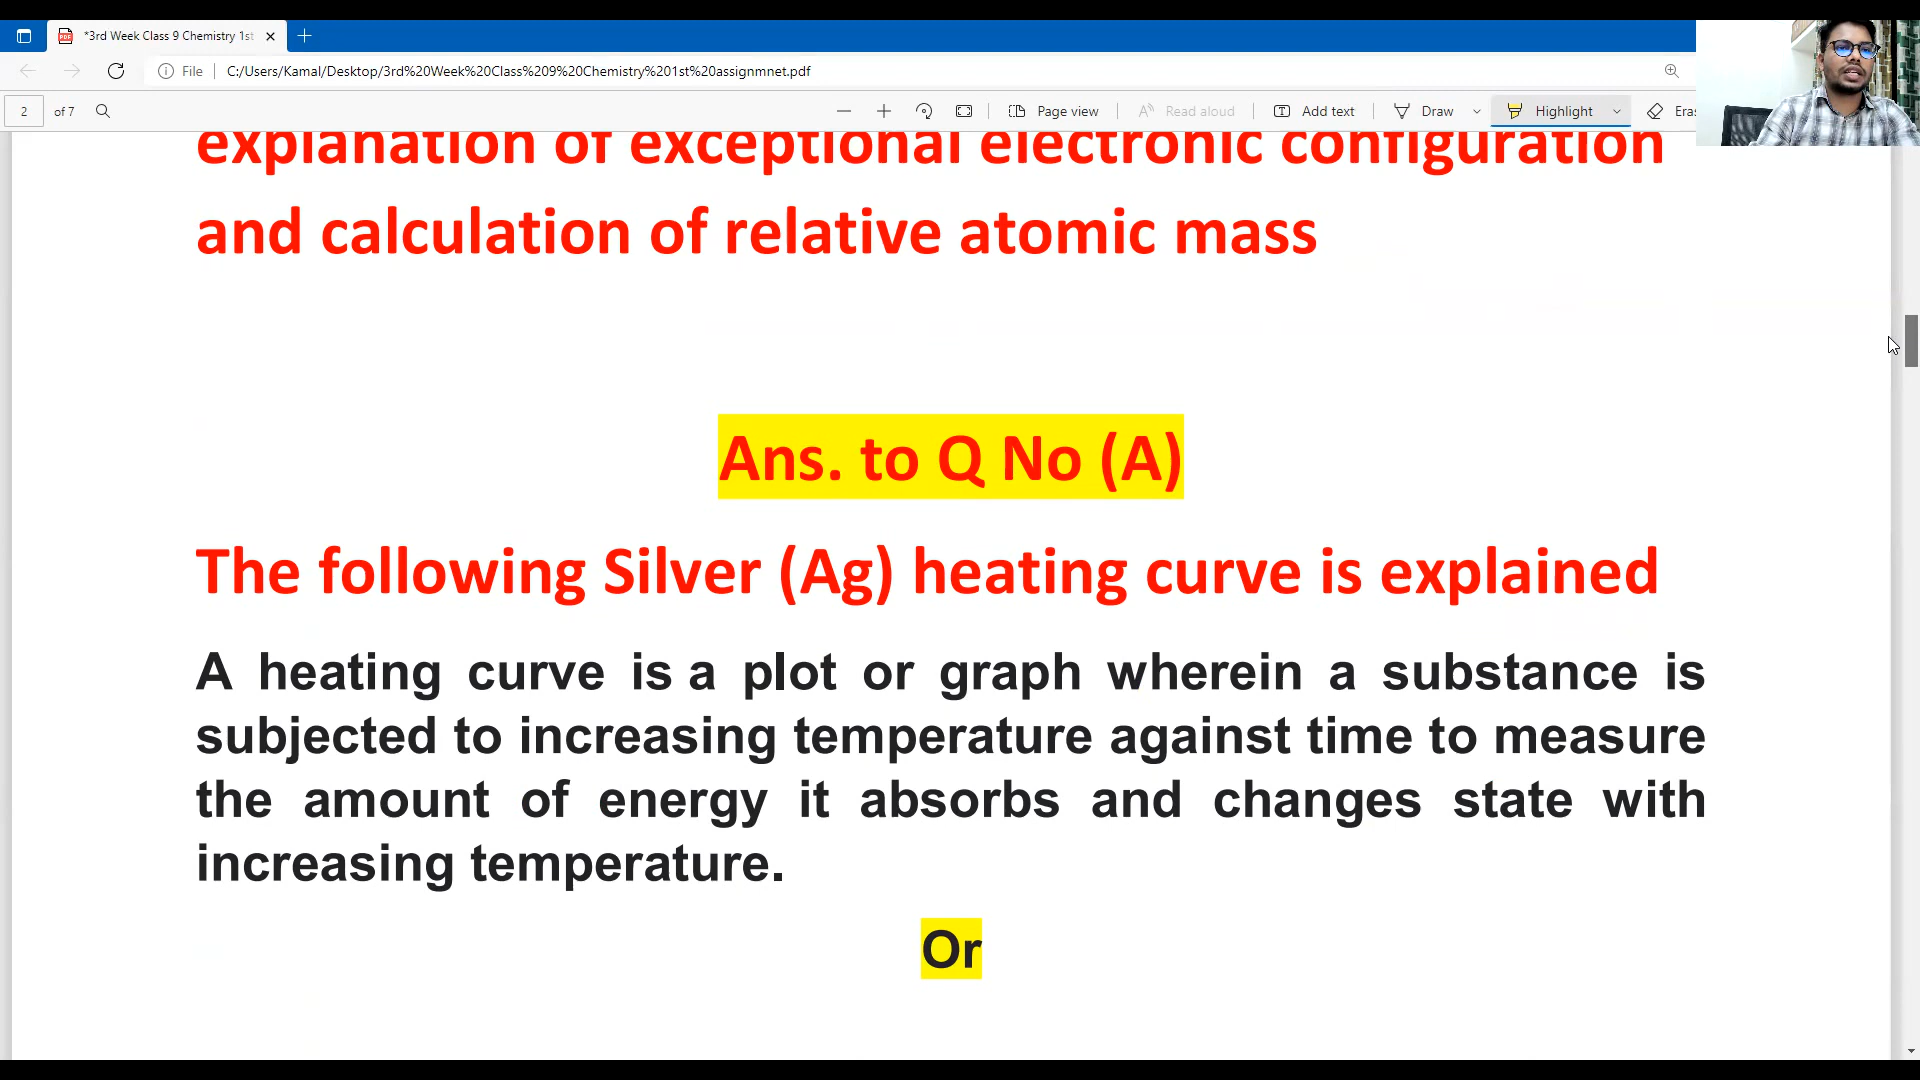 *3rd Week Class 9 Chemistry 1st
File
C:/Users/Kamal/Desktop/3rd%20Week%20Class%209%20Chemistry%201st%20assignmnet.pdf
2 of 7
Page view
Read aloud
Add text
Draw
Highlight
Eras
explanation of exceptional electronic configuration
and calculation of relative atomic mass
Ans. to Q No (A)
The following Silver (Ag) heating curve is explained
A heating curve is a plot or graph wherein a substance is
subjected to increasing temperature against time to measure
the amount of energy it absorbs and changes state with
increasing temperature.
Or